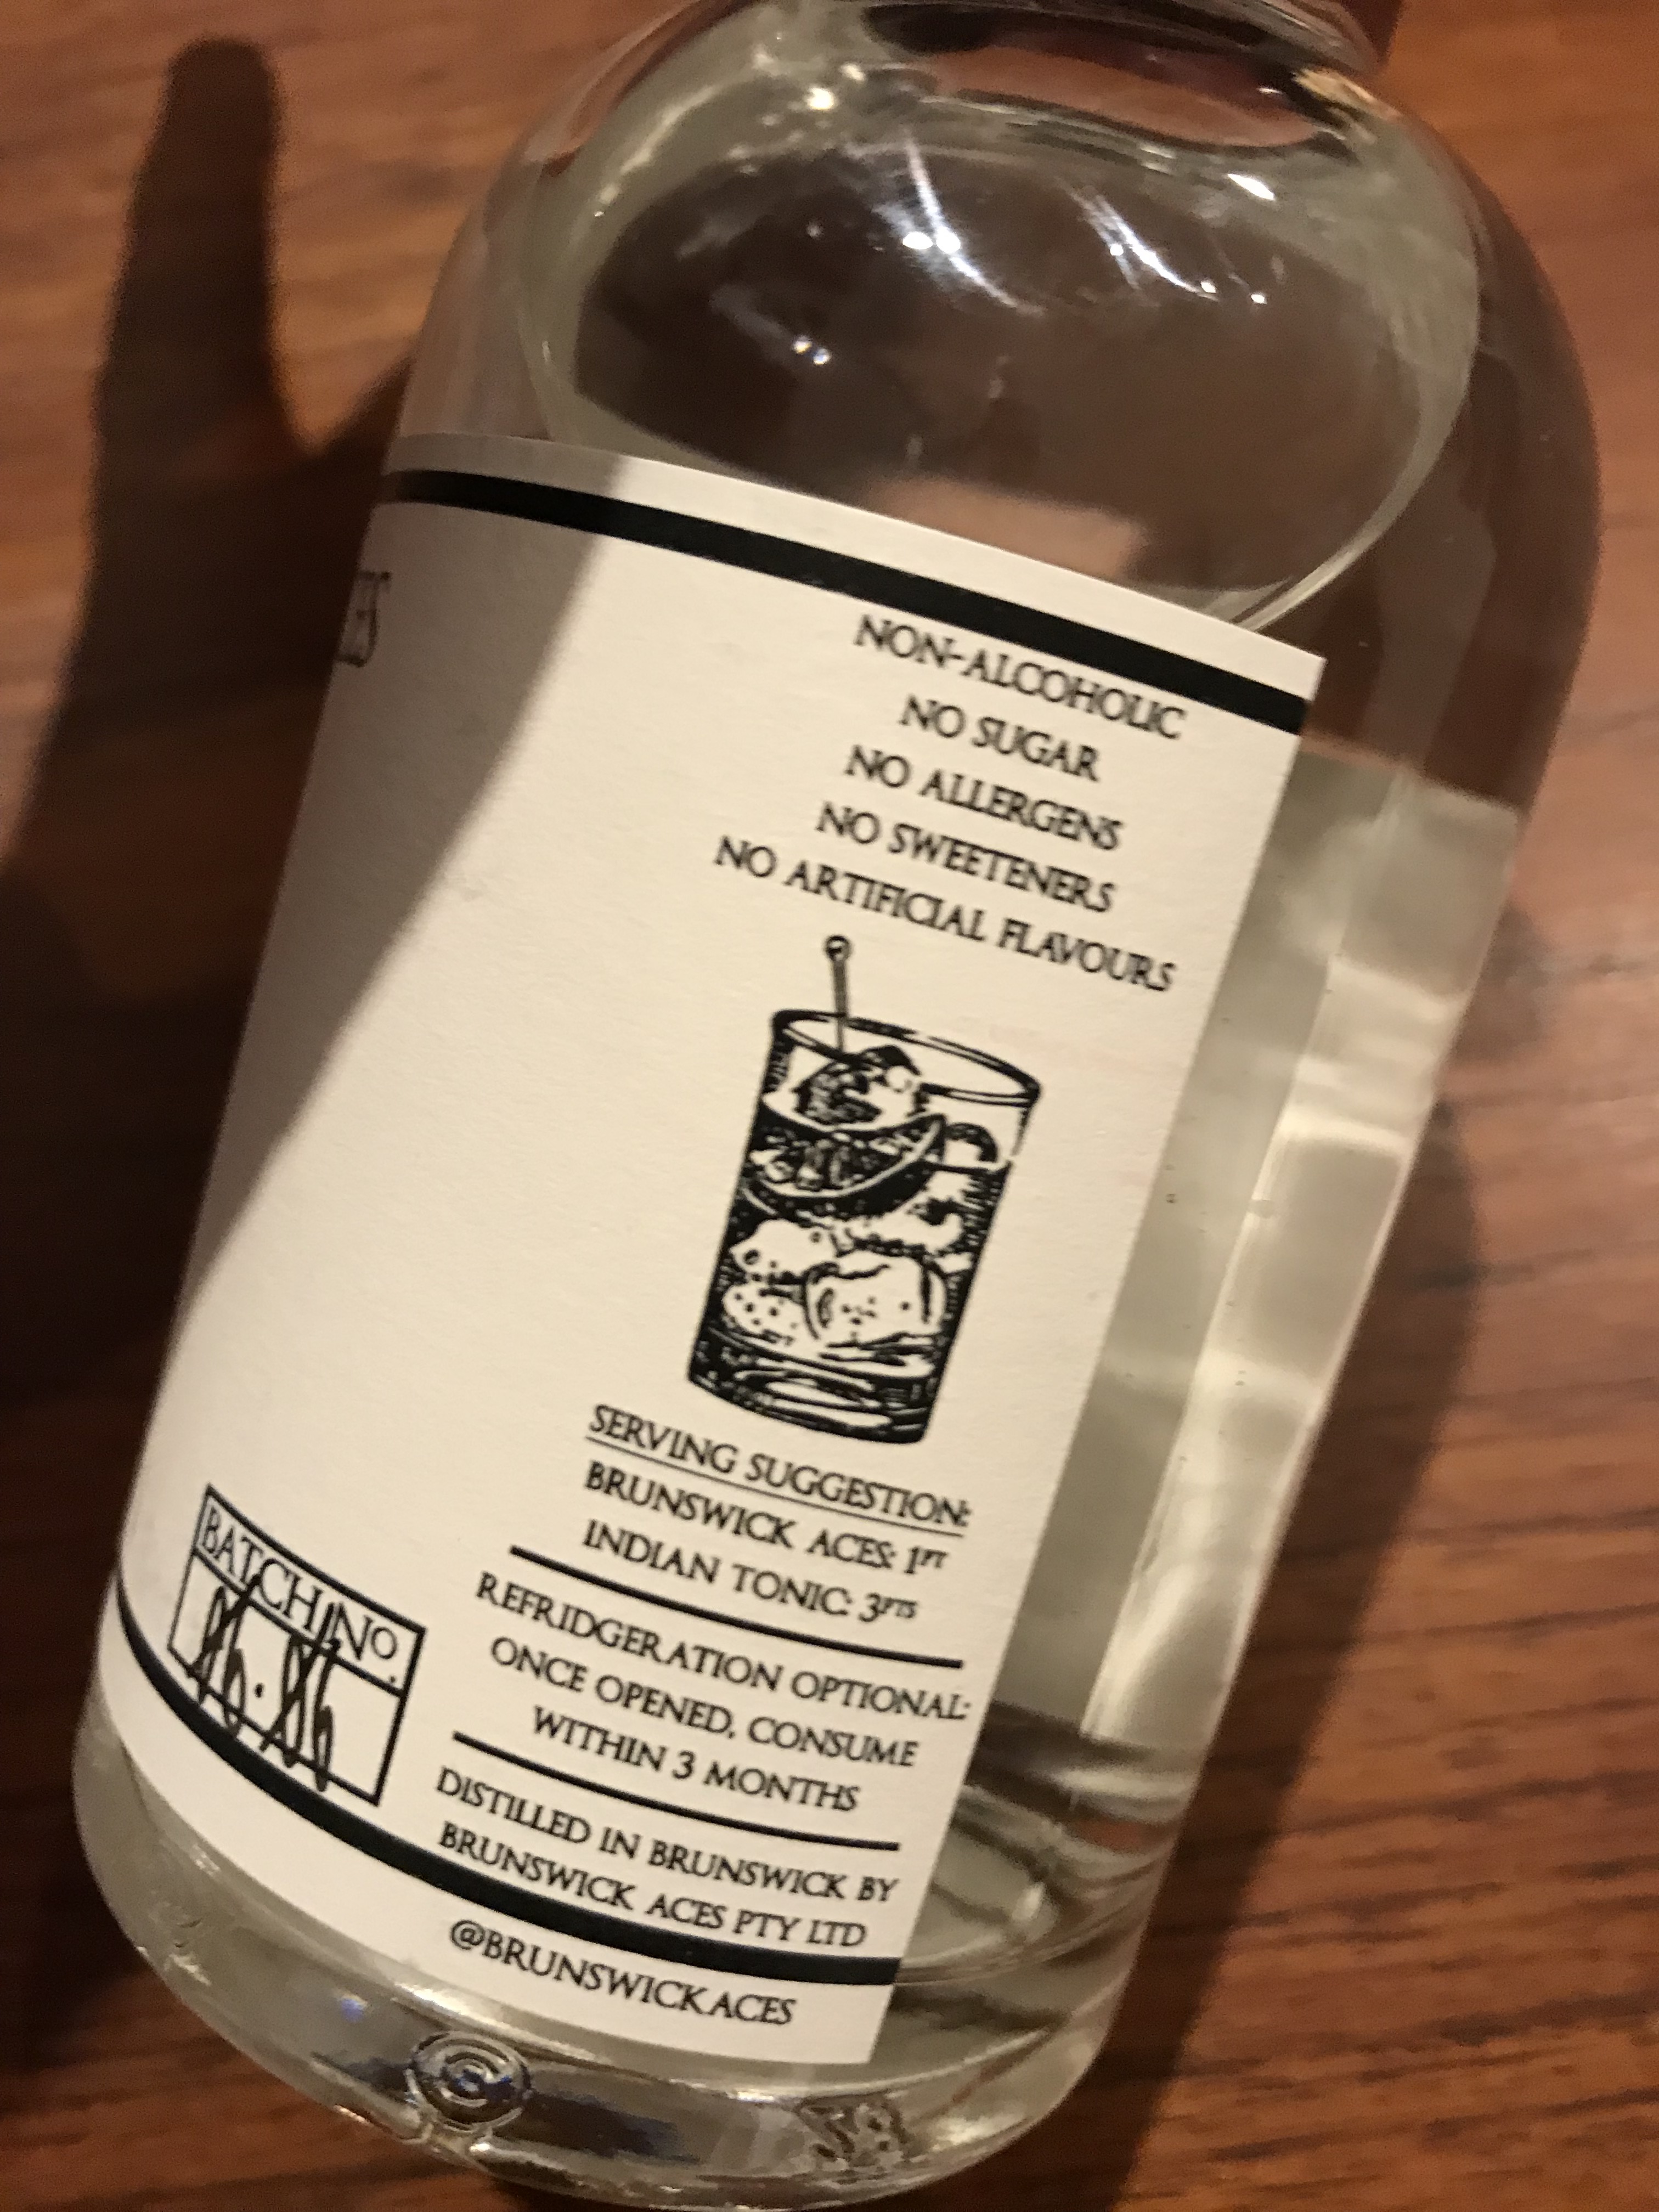 NON-ALCOHOLIC
NO SUGAR
NO ALLERGENS
NO SWEETENERS
NO ARTIFICIAL FLAVOURS
SERVING SUGGESTION:
BRUNSWICK ACES: 1PT
INDIAN TONIC: 3PTS
REFRIDGERATION OPTIONAL:
ONCE OPENED, CONSUME
WITHIN 3 MONTHS
DISTILLED IN BRUNSWICK BY
BRUNSWICK ACES PTY LTD
@BRUNSWICKACES
BATCH NO.